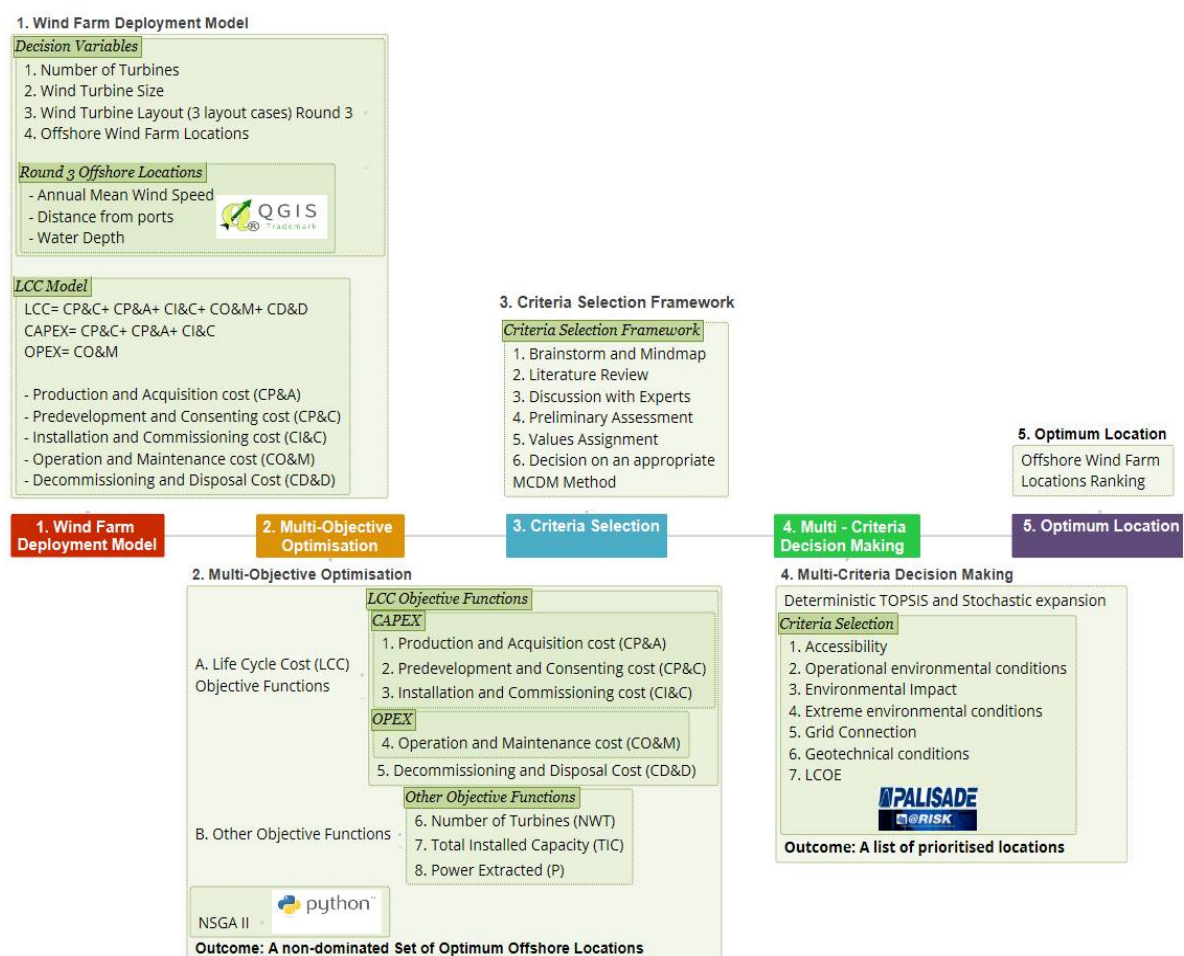 1. Wind Farm Deployment Model
Decision Variables
1. Number of Turbines
2. Wind Turbine Size
3. Wind Turbine Layout (3 layout cases) Round 3
4. Offshore Wind Farm Locations
Round 3 Offshore Locations
- Annual Mean Wind Speed
- Distance from ports
- Water Depth
QGIS
® Trademark
LCC Model
LCC= CP&C+ CP&A+ CI&C+ CO&M+ CD&D
CAPEX= CP&C+ CP&A+ CI&C
OPEX= CO&M
- Production and Acquisition cost (CP&A)
- Predevelopment and Consenting cost (CP&C)
- Installation and Commissioning cost (CI&C)
- Operation and Maintenance cost (CO&M)
- Decommissioning and Disposal Cost (CD&D)
3. Criteria Selection Framework
Criteria Selection Framework
1. Brainstorm and Mindmap
2. Literature Review
3. Discussion with Experts
4. Preliminary Assessment
5. Values Assignment
6. Decision on an appropriate
MCDM Method
5. Optimum Location
Offshore Wind Farm
Locations Ranking
1. Wind Farm
Deployment Model
2. Multi-Objective
Optimisation
3. Criteria Selection
4. Multi - Criteria
Decision Making
5. Optimum Location
2. Multi-Objective Optimisation
A. Life Cycle Cost (LCC)
Objective Functions
LCC Objective Functions
CAPEX
1. Production and Acquisition cost (CP&A)
2. Predevelopment and Consenting cost (CP&C)
3. Installation and Commissioning cost (CI&C)
OPEX
4. Operation and Maintenance cost (CO&M)
5. Decommissioning and Disposal Cost (CD&D)
B. Other Objective Functions
Other Objective Functions
6. Number of Turbines (NWT)
7. Total Installed Capacity (TIC)
8. Power Extracted (P)
NSGA II
python™
Outcome: A non-dominated Set of Optimum Offshore Locations
4. Multi-Criteria Decision Making
Deterministic TOPSIS and Stochastic expansion
Criteria Selection
1. Accessibility
2. Operational environmental conditions
3. Environmental Impact
4. Extreme environmental conditions
5. Grid Connection
6. Geotechnical conditions
7. LCOE
PALISADE
@RISK
Outcome: A list of prioritised locations